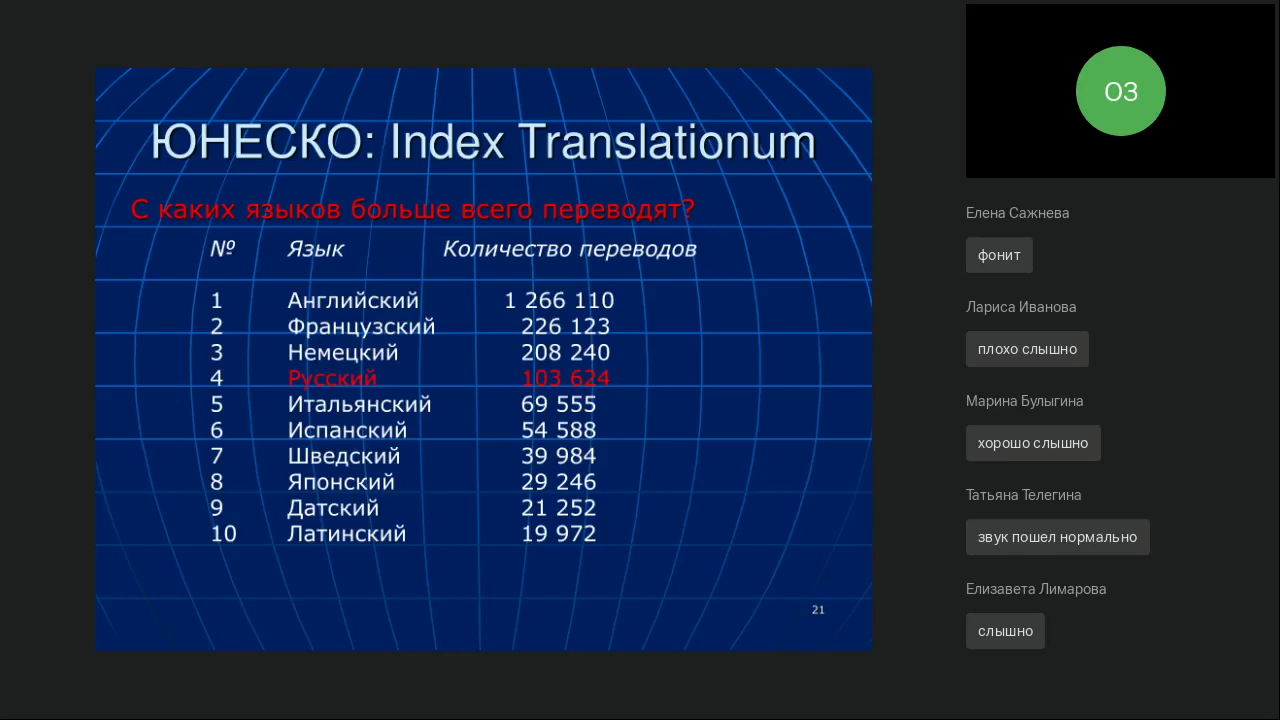 ЮНЕСКО: Index Translationum
С каких языков больше всего переводят?
№ Язык Количество переводов
1 Английский 1 266 110
2 Французский 226 123
3 Немецкий 208 240
4 Русский 103 624
5 Итальянский 69 555
6 Испанский 54 588
7 Шведский 39 984
8 Японский 29 246
9 Датский 21 252
10 Латинский 19 972
21
ОЗ
Елена Сажнева
фонит
Лариса Иванова
плохо слышно
Марина Булыгина
хорошо слышно
Татьяна Телегина
звук пошел нормально
Елизавета Лимарова
слышно